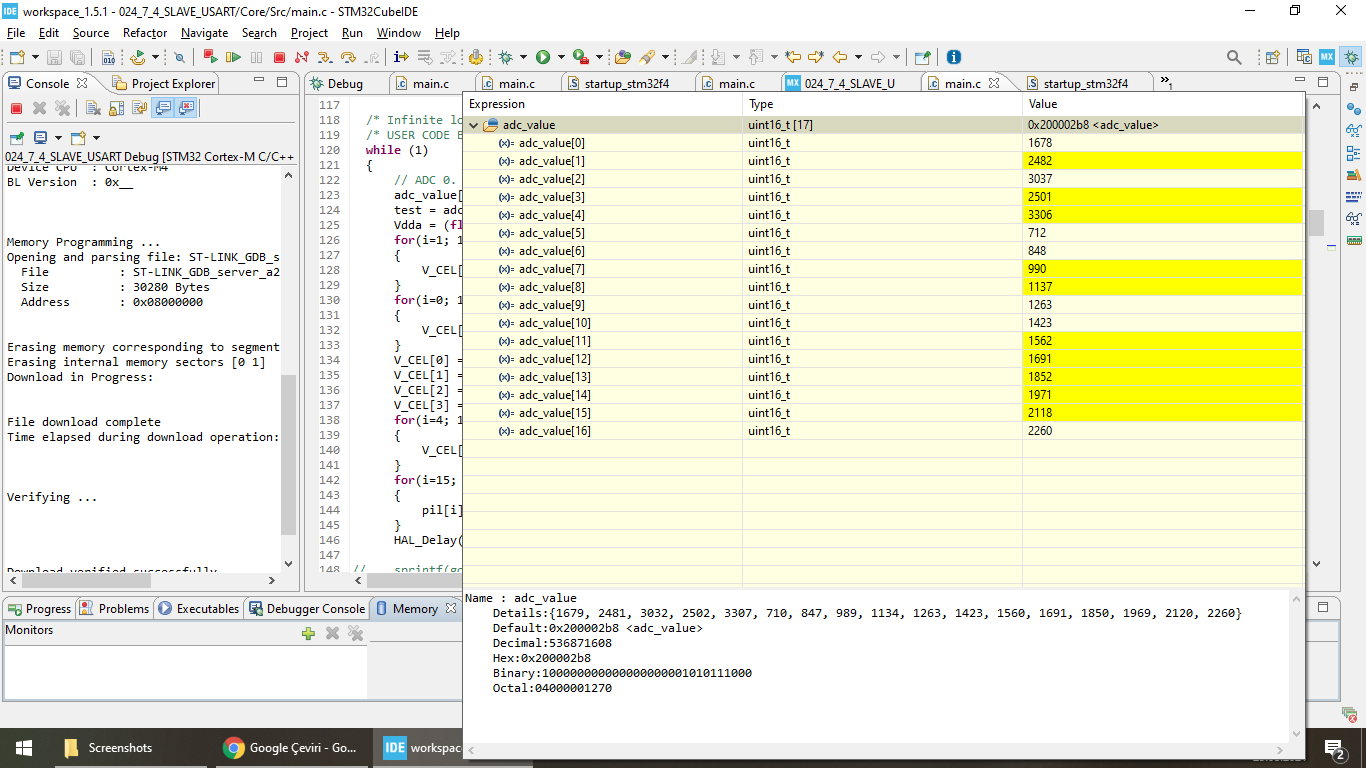 workspace_1.5.1 - 024_7_4_SLAVE_USART/Core/Src/main.c - STM32CubeIDE
File Edit Source Refactor Navigate Search Project Run Window Help
Console Project Explorer
Debug main.c main.c startup_stm32f4 main.c 024_7_4_SLAVE_U main.c startup_stm32f4 »1
024_7_4_SLAVE_USART Debug [STM32 Cortex-M C/C++
Device CPU : Cortex-M4
BL Version : 0x__
Memory Programming ...
Opening and parsing file: ST-LINK_GDB_s
File : ST-LINK_GDB_server_a2
Size : 30280 Bytes
Address : 0x08000000
Erasing memory corresponding to segment
Erasing internal memory sectors [0 1]
Download in Progress:
File download complete
Time elapsed during download operation:
Verifying ...
Download verified successfully
117
118 /* Infinite lo
119 /* USER CODE B
120 while (1)
121 {
122 // ADC 0.
123 adc_value[
124 test = adc
125 Vdda = (fl
126 for(i=1; 1
127 {
128 V_CEL[
129 }
130 for(i=0; 1
131 {
132 V_CEL[
133 }
134 V_CEL[0] =
135 V_CEL[1] =
136 V_CEL[2] =
137 V_CEL[3] =
138 for(i=4; 1
139 {
140 V_CEL[
141 }
142 for(i=15;
143 {
144 pil[i]
145 }
146 HAL_Delay(
147
148 // sprintf(go
Expression Type Value
adc_value uint16_t [17] 0x200002b8 <adc_value>
(x)= adc_value[0] uint16_t 1678
(x)= adc_value[1] uint16_t 2482
(x)= adc_value[2] uint16_t 3037
(x)= adc_value[3] uint16_t 2501
(x)= adc_value[4] uint16_t 3306
(x)= adc_value[5] uint16_t 712
(x)= adc_value[6] uint16_t 848
(x)= adc_value[7] uint16_t 990
(x)= adc_value[8] uint16_t 1137
(x)= adc_value[9] uint16_t 1263
(x)= adc_value[10] uint16_t 1423
(x)= adc_value[11] uint16_t 1562
(x)= adc_value[12] uint16_t 1691
(x)= adc_value[13] uint16_t 1852
(x)= adc_value[14] uint16_t 1971
(x)= adc_value[15] uint16_t 2118
(x)= adc_value[16] uint16_t 2260
Name : adc_value
Details:{1679, 2481, 3032, 2502, 3307, 710, 847, 989, 1134, 1263, 1423, 1560, 1691, 1850, 1969, 2120, 2260}
Default:0x200002b8 <adc_value>
Decimal:536871608
Hex:0x200002b8
Binary:100000000000000000001010111000
Octal:04000001270
Progress Problems Executables Debugger Console Memory
Monitors
Screenshots Google Çeviri - Go... IDE workspac 2